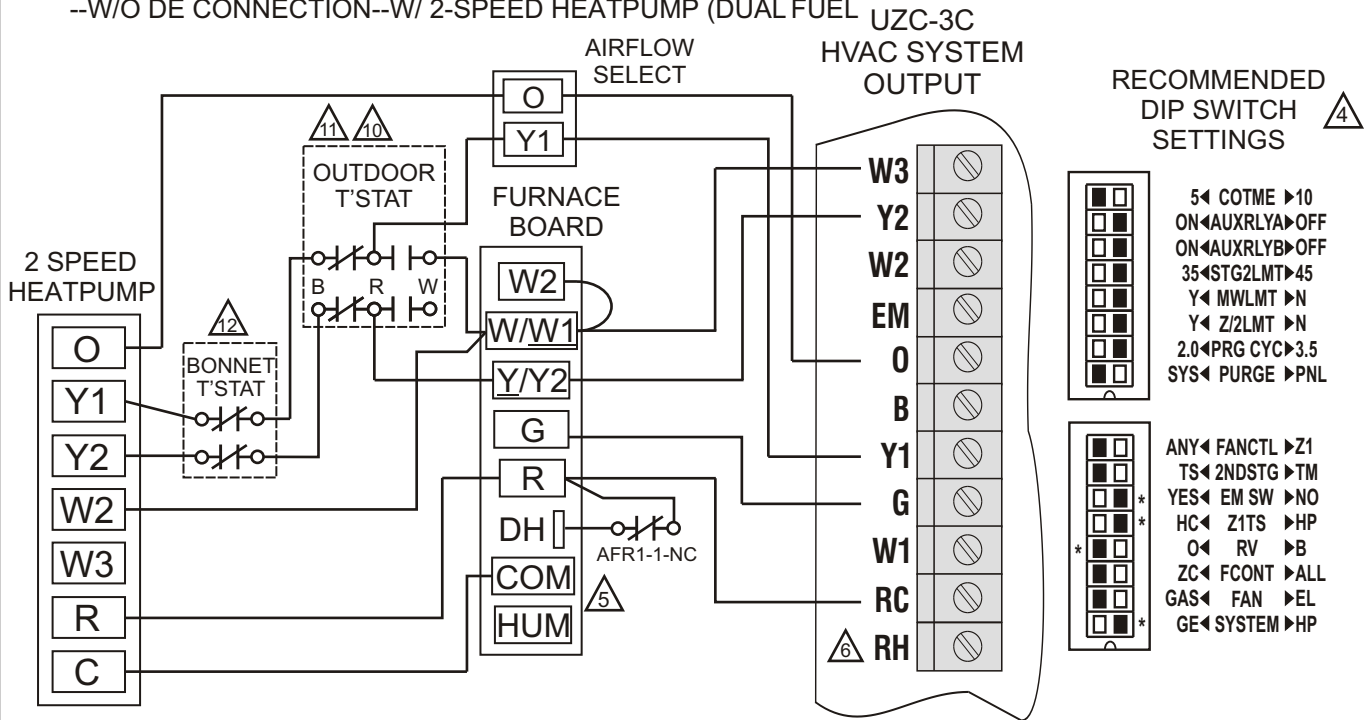 --W/O DE CONNECTION--W/ 2-SPEED HEATPUMP (DUAL FUEL
UZC-3C
HVAC SYSTEM
OUTPUT
AIRFLOW
SELECT
O
Y1
RECOMMENDED
DIP SWITCH
SETTINGS
4
11
10
OUTDOOR
T'STAT
B R W
FURNACE
BOARD
W2
W/W1
Y/Y2
G
R
DH
AFR1-1-NC
COM
5
HUM
2 SPEED
HEATPUMP
O
Y1
Y2
W2
W3
R
C
12
BONNET
T'STAT
W3
Y2
W2
EM
O
B
Y1
G
W1
RC
6 RH
5◀ COTME ▶10
ON◀AUXRLYA▶OFF
ON◀AUXRLYB▶OFF
35◀STG2LMT▶45
Y◀ MWLMT ▶N
Y◀ Z/2LMT ▶N
2.0◀PRG CYC▶3.5
SYS◀ PURGE ▶PNL
ANY◀ FANCTL ▶Z1
TS◀ 2NDSTG ▶TM
* YES◀ EM SW ▶NO
* HC◀ Z1TS ▶HP
* O◀ RV ▶B
ZC◀ FCONT ▶ALL
GAS◀ FAN ▶EL
* GE◀ SYSTEM ▶HP